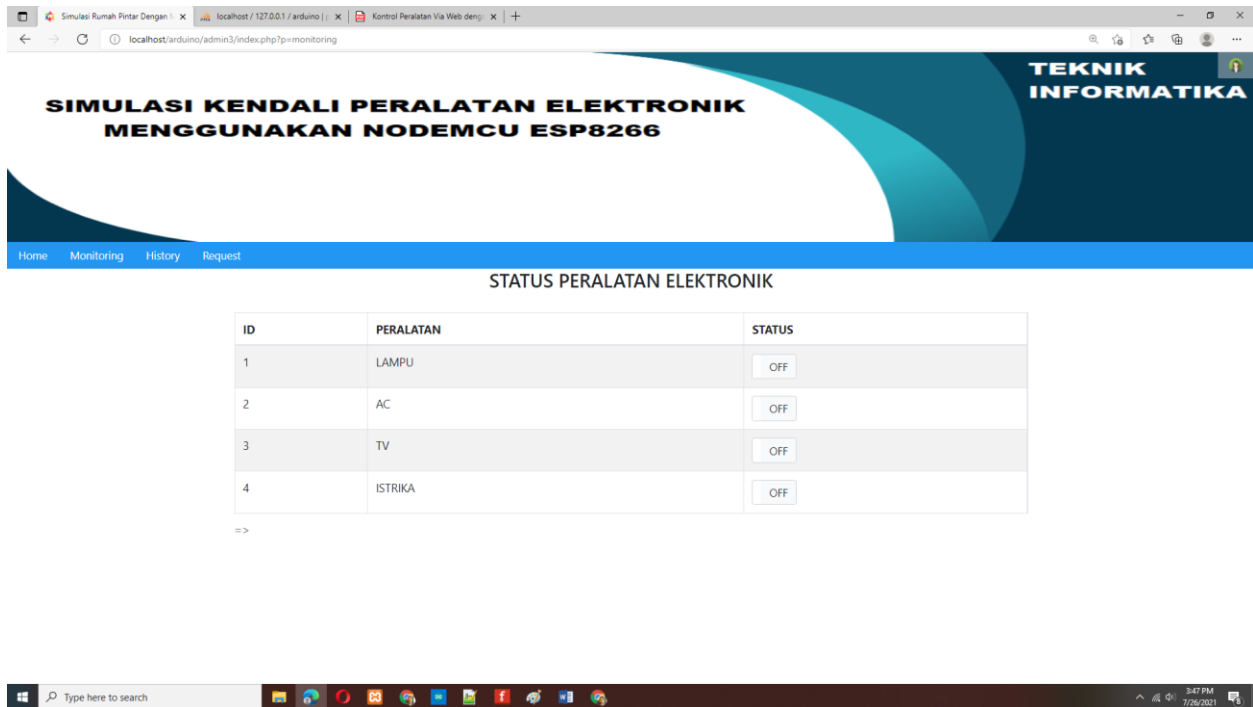 Simulasi Rumah Pintar Dengan
localhost / 127.0.0.1 / arduino | p
Kontrol Peralatan Via Web deng
localhost/arduino/admin3/index.php?p=monitoring
SIMULASI KENDALI PERALATAN ELEKTRONIK
MENGGUNAKAN NODEMCU ESP8266
TEKNIK
INFORMATIKA
Home Monitoring History Request
STATUS PERALATAN ELEKTRONIK
ID PERALATAN STATUS
1 LAMPU OFF
2 AC OFF
3 TV OFF
4 ISTRIKA OFF
=>
Type here to search
3:47 PM
7/26/2021